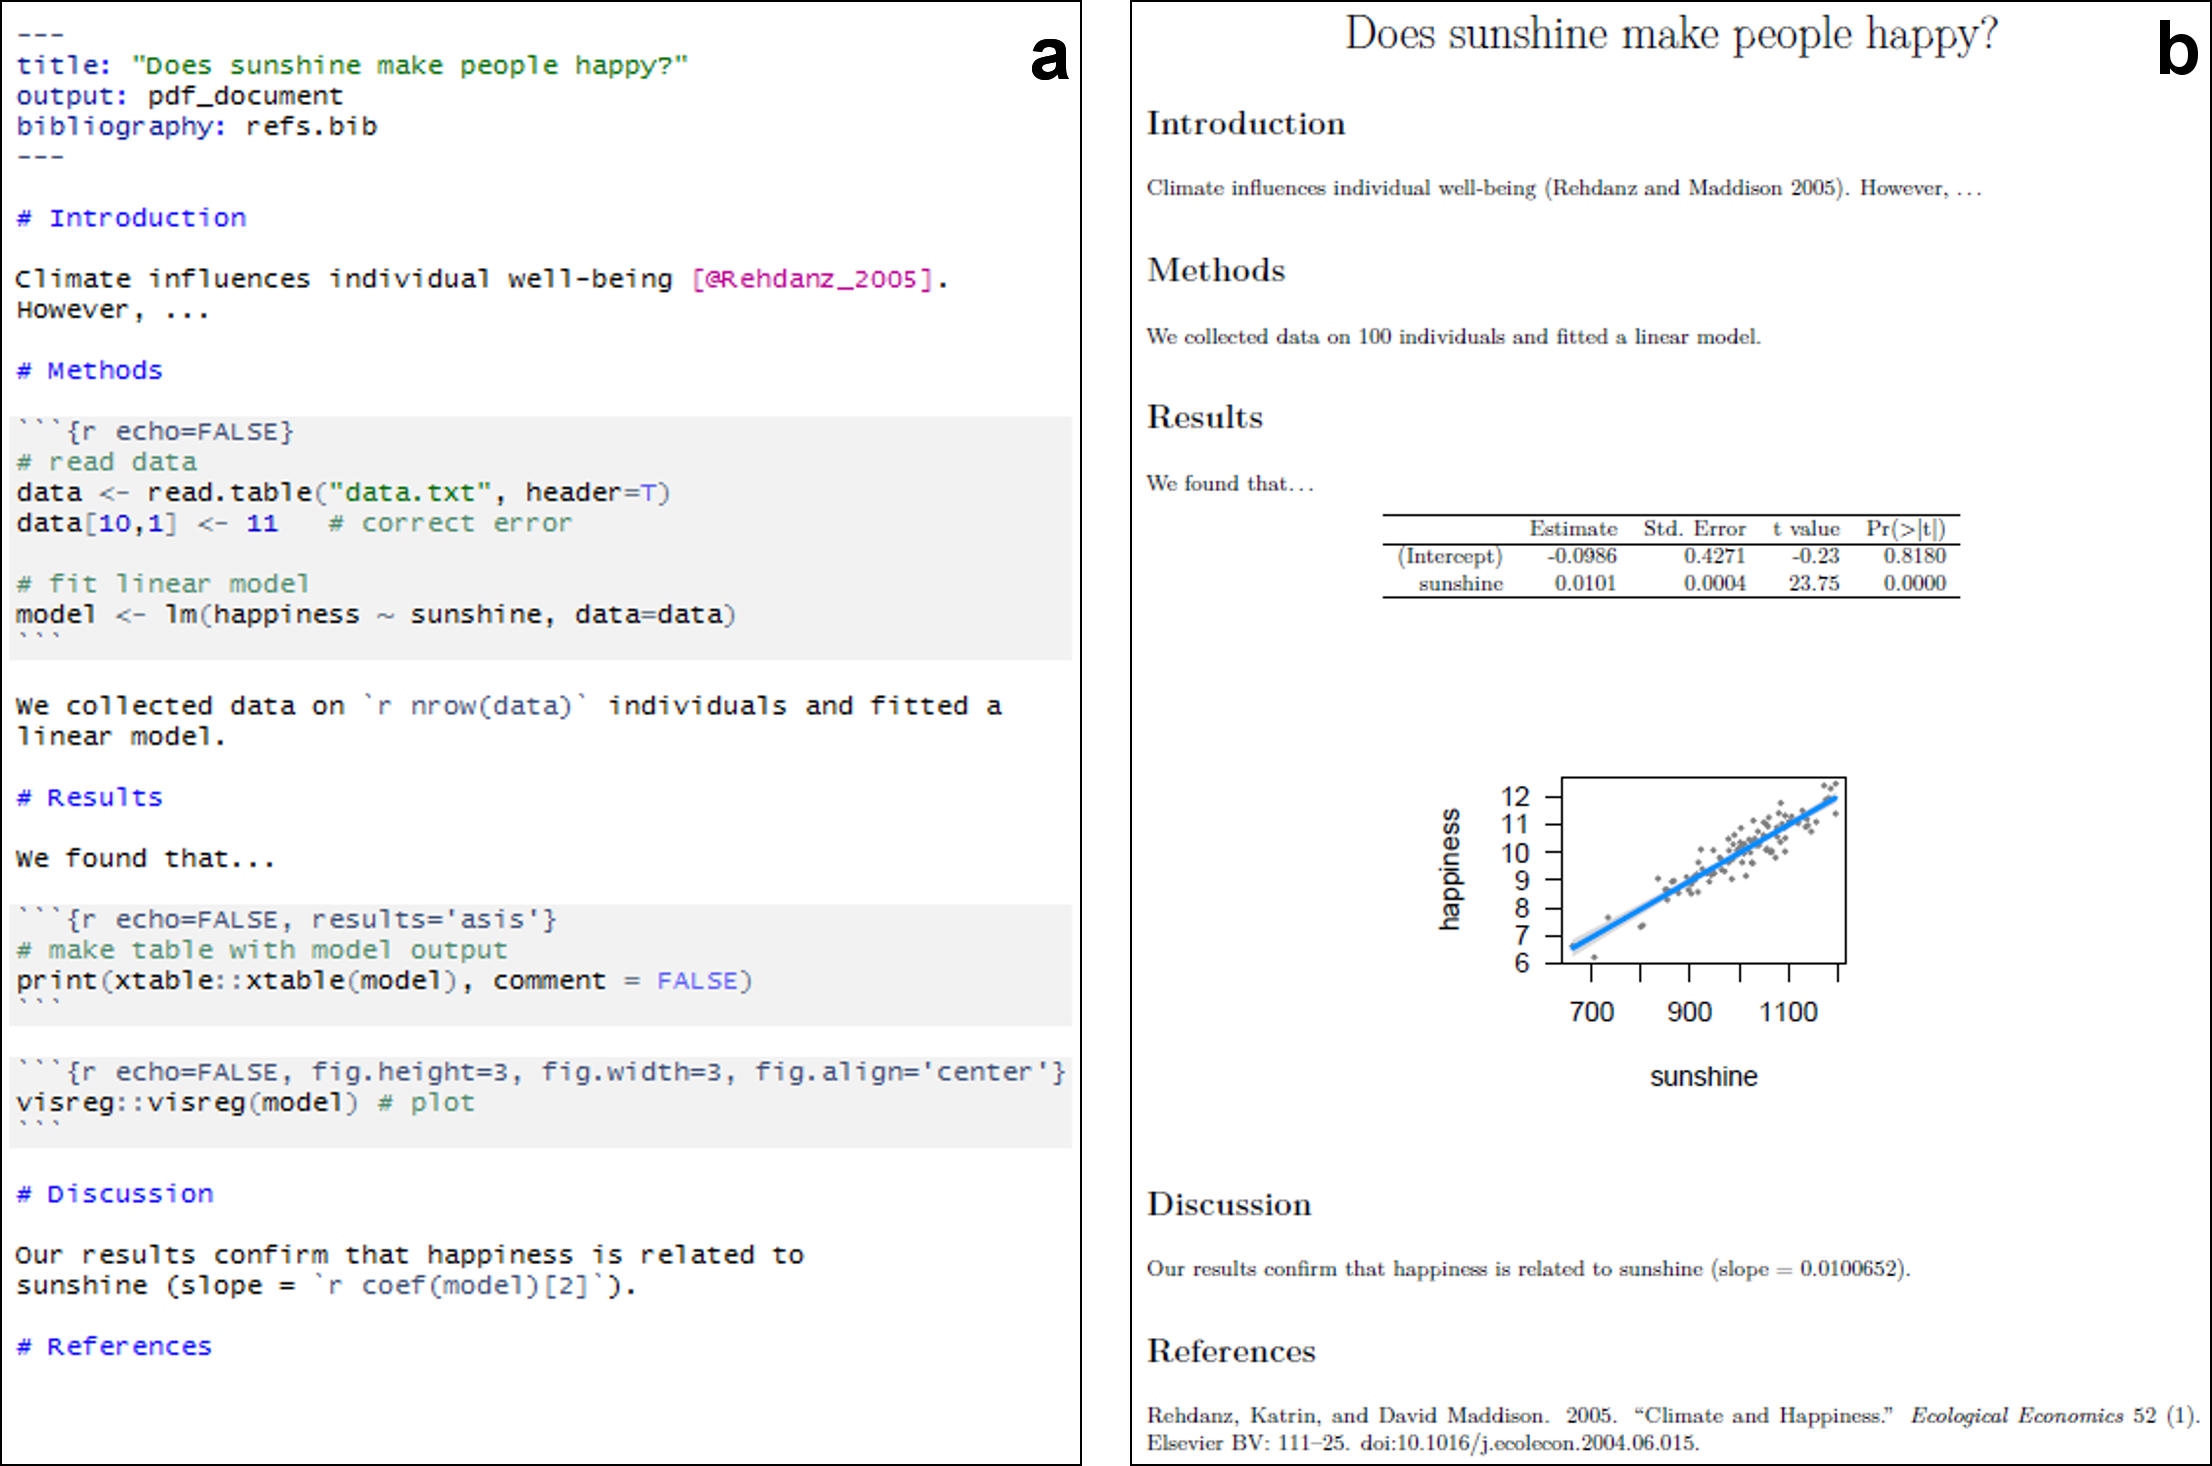 a
---
title: "Does sunshine make people happy?"
output: pdf_document
bibliography: refs.bib
---
# Introduction
Climate influences individual well-being [@Rehdanz_2005].
However, ...
# Methods
```{r echo=FALSE}
# read data
data <- read.table("data.txt", header=T)
data[10,1] <- 11   # correct error
# fit linear model
model <- lm(happiness ~ sunshine, data=data)
```
We collected data on `r nrow(data)` individuals and fitted a
linear model.
# Results
We found that...
```{r echo=FALSE, results='asis'}
# make table with model output
print(xtable::xtable(model), comment = FALSE)
```
```{r echo=FALSE, fig.height=3, fig.width=3, fig.align='center'}
visreg::visreg(model) # plot
```
# Discussion
Our results confirm that happiness is related to
sunshine (slope = `r coef(model)[2]`).
# References
b
Does sunshine make people happy?
Introduction
Climate influences individual well-being (Rehdanz and Maddison 2005). However, ...
Methods
We collected data on 100 individuals and fitted a linear model.
Results
We found that...
Estimate Std. Error t value Pr(>|t|)
(Intercept) -0.0986 0.4271 -0.23 0.8180
sunshine 0.0101 0.0004 23.75 0.0000
happiness
12
11
10
9
8
7
6
700 900 1100
sunshine
Discussion
Our results confirm that happiness is related to sunshine (slope = 0.0100652).
References
Rehdanz, Katrin, and David Maddison. 2005. “Climate and Happiness.” Ecological Economics 52 (1).
Elsevier BV: 111–25. doi:10.1016/j.ecolecon.2004.06.015.